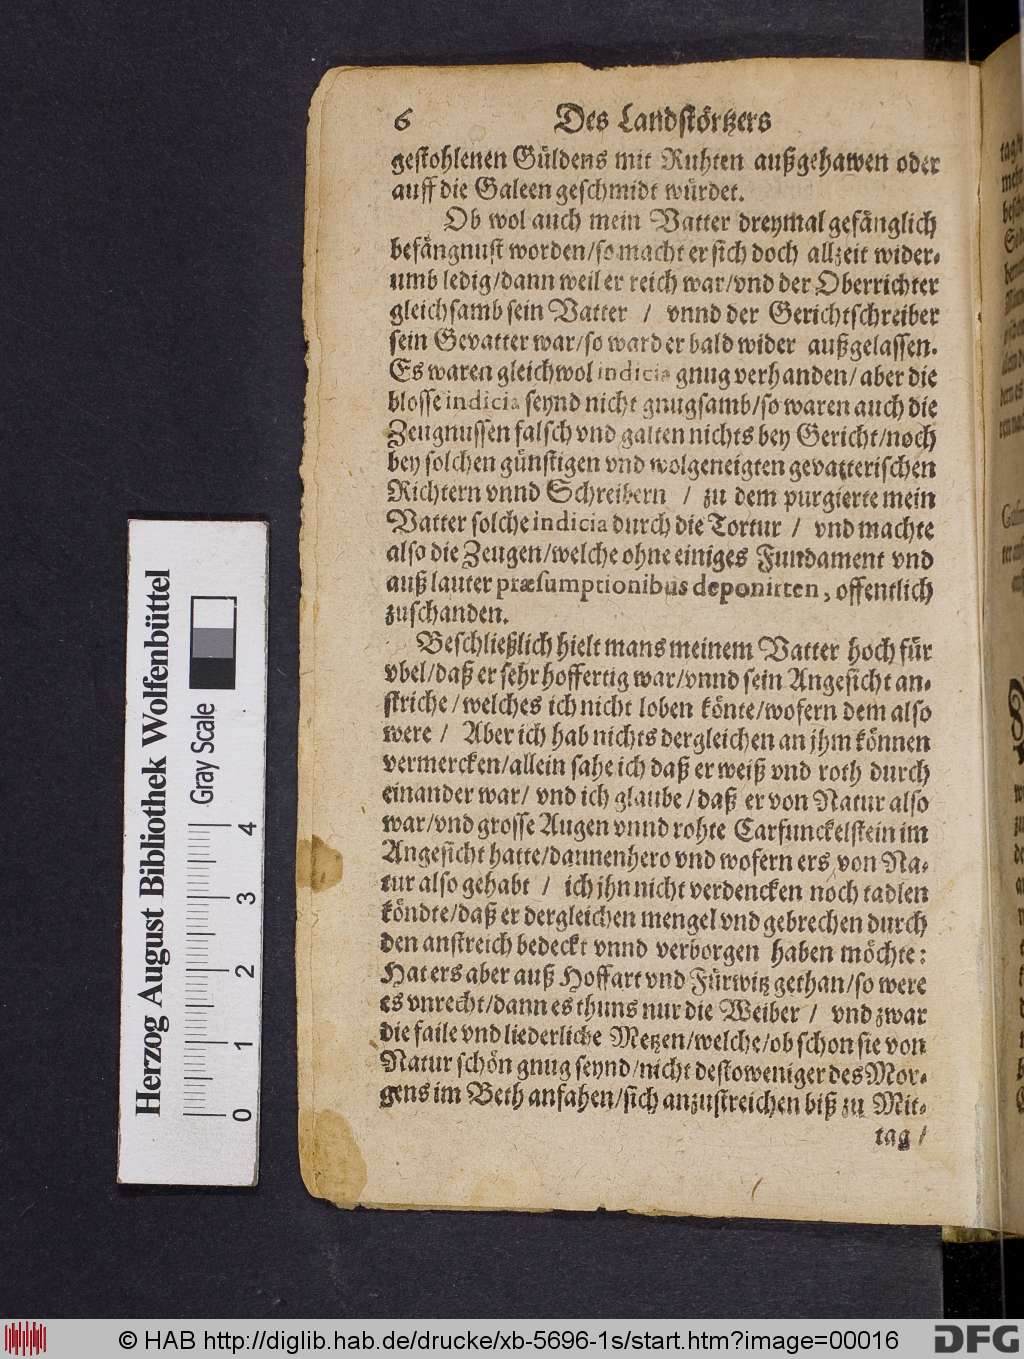 6 Des Landstörtzers
gestohlenen Güldens mit Ruhten außgehawen oder
auff die Galeen geschmidt würdet.
Ob wol auch mein Vatter dreymal gefänglich
befängnust worden/so macht er sich doch allzeit wider-
umb ledig/dann weil er reich war/vnd der Oberrichter
gleichsamb sein Vatter / vnnd der Gerichtschreiber
sein Gevatter war/so ward er bald wider außgelassen.
Es waren gleichwol indicia gnug verhanden/aber die
blosse indicia seynd nicht gnugsamb/so waren auch die
Zeugnussen falsch vnd galten nichts bey Gericht/noch
bey solchen günstigen vnd wolgeneigten gevatterischen
Richtern vnnd Schreibern / zu dem purgierte mein
Vatter solche indicia durch die Tortur / vnd machte
also die Zeugen/welche ohne einiges Fundament vnd
auß lauter præsumptionibus deponirten, offentlich
zuschanden.
Beschließlich hielt mans meinem Vatter hoch für
vbel/daß er sehr hoffertig war/vnnd sein Angesicht an-
striche/welches ich nicht loben könte/wofern dem also
were / Aber ich hab nichts dergleichen an jhm können
vermercken/allein sahe ich daß er weiß vnd roth durch
einander war/ vnd ich glaube/daß er von Natur also
war/vnd grosse Augen vnnd rohte Carfunckelstein im
Angesicht hatte/dannenhero vnd wofern ers von Na-
tur also gehabt / ich jhn nicht verdencken noch tadlen
köndte/daß er dergleichen mengel vnd gebrechen durch
den anstreich bedeckt vnnd verborgen haben möchte:
Hat ers aber auß Hoffart vnd Fürwitz gethan/so were
es vnrecht/dann es thuns nur die Weiber / vnd zwar
die faile vnd liederliche Metzen/welche/ob schon sie von
Natur schön gnug seynd/nicht destoweniger des Mor-
gens im Beth anfahen/sich anzustreichen biß zu Mit-
tag /
Herzog August Bibliothek Wolfenbüttel
Gray Scale
0 1 2 3 4
© HAB http://diglib.hab.de/drucke/xb-5696-1s/start.htm?image=00016
DFG